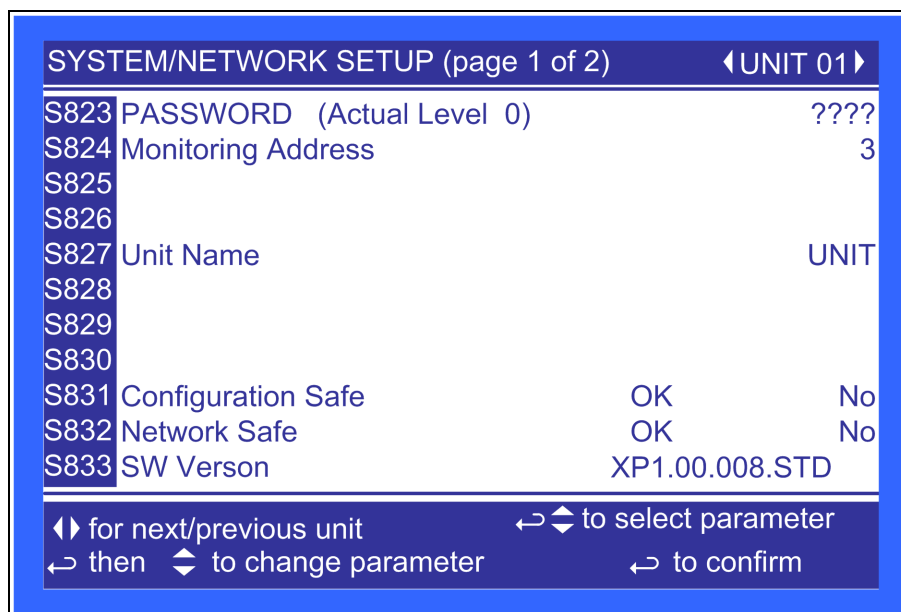 SYSTEM/NETWORK SETUP (page 1 of 2) UNIT 01
S823 PASSWORD (Actual Level 0) ????
S824 Monitoring Address 3
S825
S826
S827 Unit Name UNIT
S828
S829
S830
S831 Configuration Safe OK No
S832 Network Safe OK No
S833 SW Verson XP1.00.008.STD
for next/previous unit to select parameter
then to change parameter to confirm